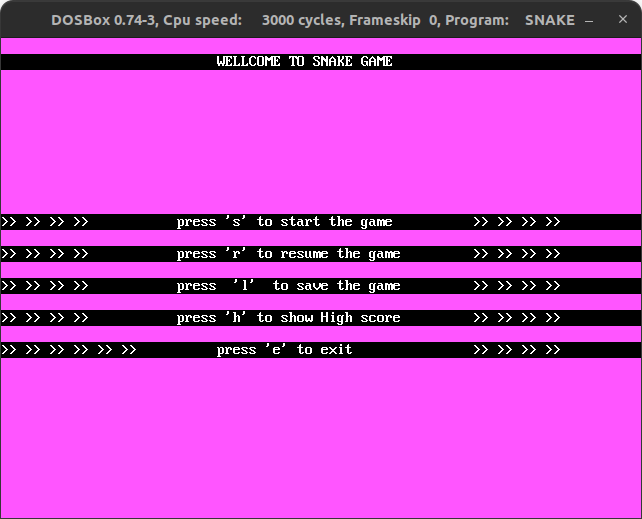 DOSBox 0.74-3, Cpu speed: 3000 cycles, Frameskip 0, Program: SNAKE
WELLCOME TO SNAKE GAME
>> >> >> >> press 's' to start the game >> >> >> >>
>> >> >> >> press 'r' to resume the game >> >> >> >>
>> >> >> >> press 'l' to save the game >> >> >> >>
>> >> >> >> press 'h' to show High score >> >> >> >>
>> >> >> >> >> >> press 'e' to exit >> >> >> >>